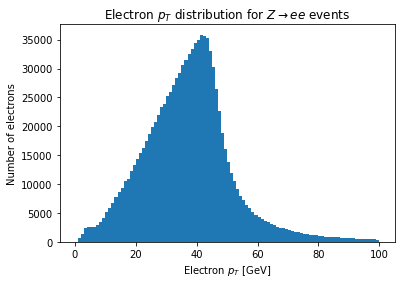 Electron $p_T$ distribution for $Z \rightarrow ee$ events
Number of electrons
35000
30000
25000
20000
15000
10000
5000
0
0 20 40 60 80 100
Electron $p_T$ [GeV]